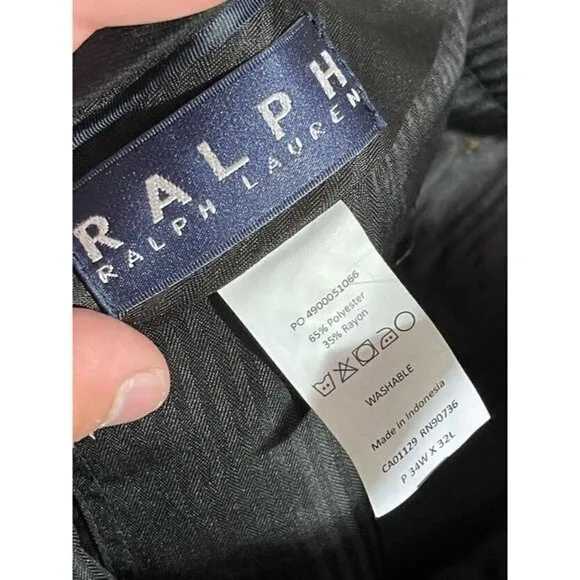 RALPH
RALPH LAUREN
PO 4900051066
65% Polyester
35% Rayon
WASHABLE
Made in Indonesia
CA01129 RN90736
P 34W X 32L